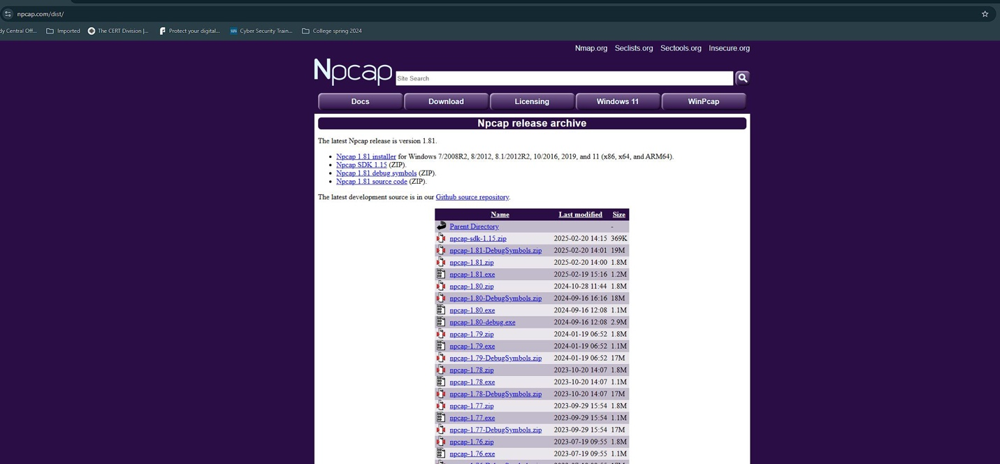 npcap.com/dist/
dy Central Off... Imported The CERT Division |... Protect your digital... Cyber Security Train... College spring 2024
Nmap.org Seclists.org Sectools.org Insecure.org
Npcap
Site Search
Docs Download Licensing Windows 11 WinPcap
Npcap release archive
The latest Npcap release is version 1.81.
Npcap 1.81 installer for Windows 7/2008R2, 8/2012, 8.1/2012R2, 10/2016, 2019, and 11 (x86, x64, and ARM64).
Npcap SDK 1.15 (ZIP).
Npcap 1.81 debug symbols (ZIP).
Npcap 1.81 source code (ZIP).
The latest development source is in our Github source repository.
Name Last modified Size
Parent Directory -
npcap-sdk-1.15.zip 2025-02-20 14:15 369K
npcap-1.81-DebugSymbols.zip 2025-02-20 14:01 19M
npcap-1.81.zip 2025-02-20 14:00 1.8M
npcap-1.81.exe 2025-02-19 15:16 1.2M
npcap-1.80.zip 2024-10-28 11:44 1.8M
npcap-1.80-DebugSymbols.zip 2024-09-16 16:16 18M
npcap-1.80.exe 2024-09-16 12:08 1.1M
npcap-1.80-debug.exe 2024-09-16 12:08 2.9M
npcap-1.79.zip 2024-01-19 06:52 1.8M
npcap-1.79.exe 2024-01-19 06:52 1.1M
npcap-1.79-DebugSymbols.zip 2024-01-19 06:52 17M
npcap-1.78.zip 2023-10-20 14:07 1.8M
npcap-1.78.exe 2023-10-20 14:07 1.1M
npcap-1.78-DebugSymbols.zip 2023-10-20 14:07 17M
npcap-1.77.zip 2023-09-29 15:54 1.8M
npcap-1.77.exe 2023-09-29 15:54 1.1M
npcap-1.77-DebugSymbols.zip 2023-09-29 15:54 17M
npcap-1.76.zip 2023-07-19 09:55 1.8M
npcap-1.76.exe 2023-07-19 09:55 1.1M